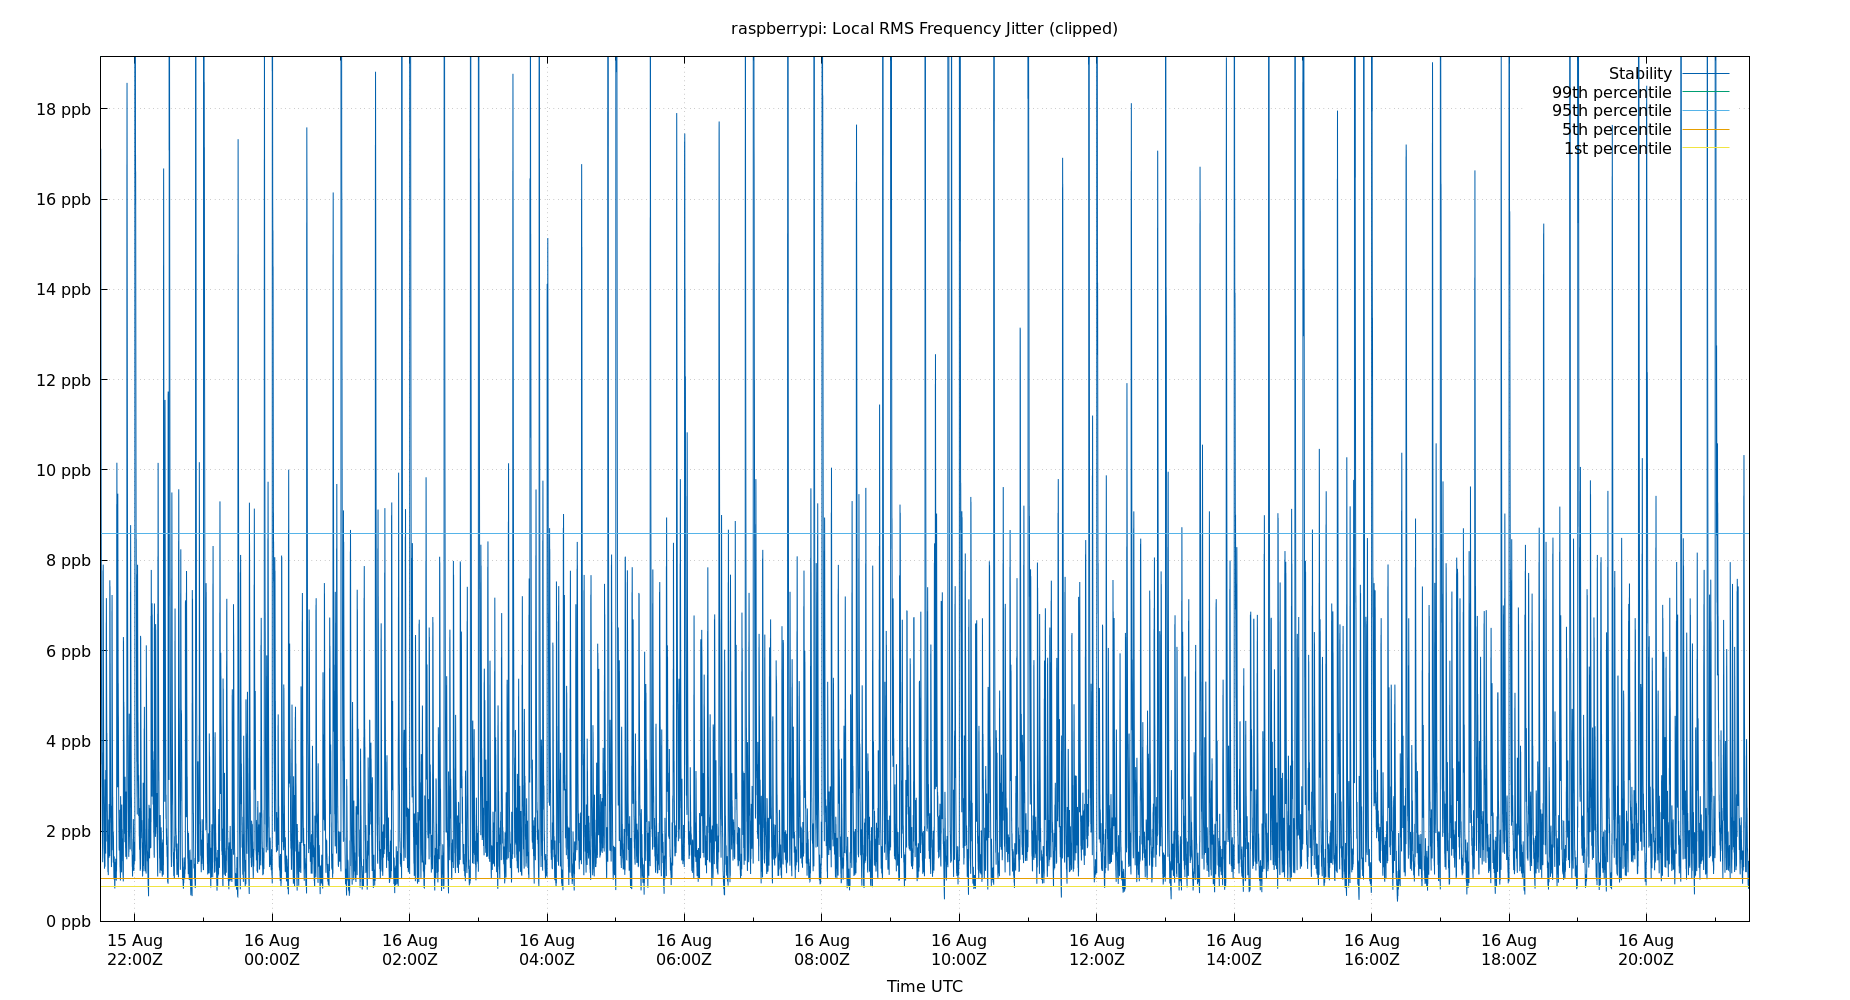 raspberrypi: Local RMS Frequency Jitter (clipped)
Stability
99th percentile
95th percentile
5th percentile
1st percentile
18 ppb
16 ppb
14 ppb
12 ppb
10 ppb
8 ppb
6 ppb
4 ppb
2 ppb
0 ppb
15 Aug 16 Aug 16 Aug 16 Aug 16 Aug 16 Aug 16 Aug 16 Aug 16 Aug 16 Aug 16 Aug 16 Aug
22:00Z 00:00Z 02:00Z 04:00Z 06:00Z 08:00Z 10:00Z 12:00Z 14:00Z 16:00Z 18:00Z 20:00Z
Time UTC